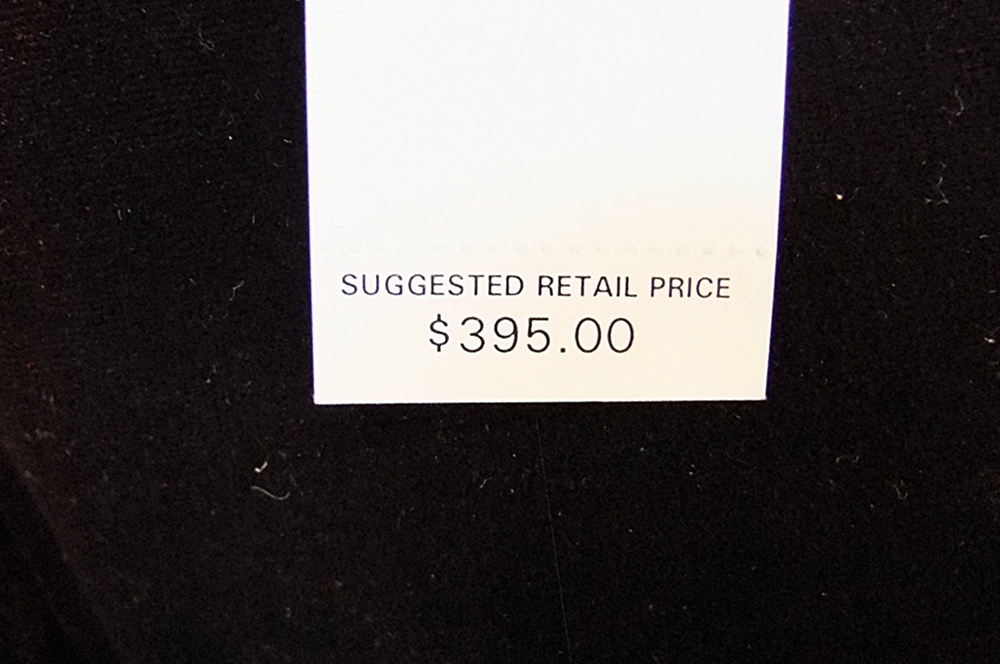 SUGGESTED RETAIL PRICE
$395.00